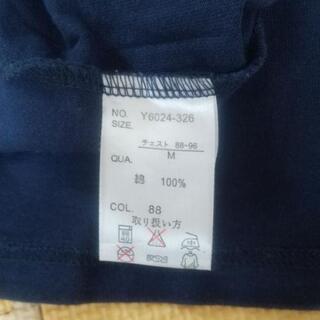 NO. Y6024-326
SIZE.
チェスト 88-96
QUA. M
綿 100%
COL. 88
取り扱い方
中